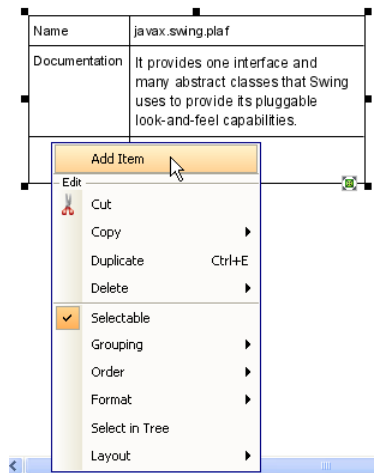 Name javax.swing.plaf
Documentation It provides one interface and
many abstract classes that Swing
uses to provide its pluggable
look-and-feel capabilities.
Add Item
Edit
Cut
Copy
Duplicate Ctrl+E
Delete
Selectable
Grouping
Order
Format
Select in Tree
Layout